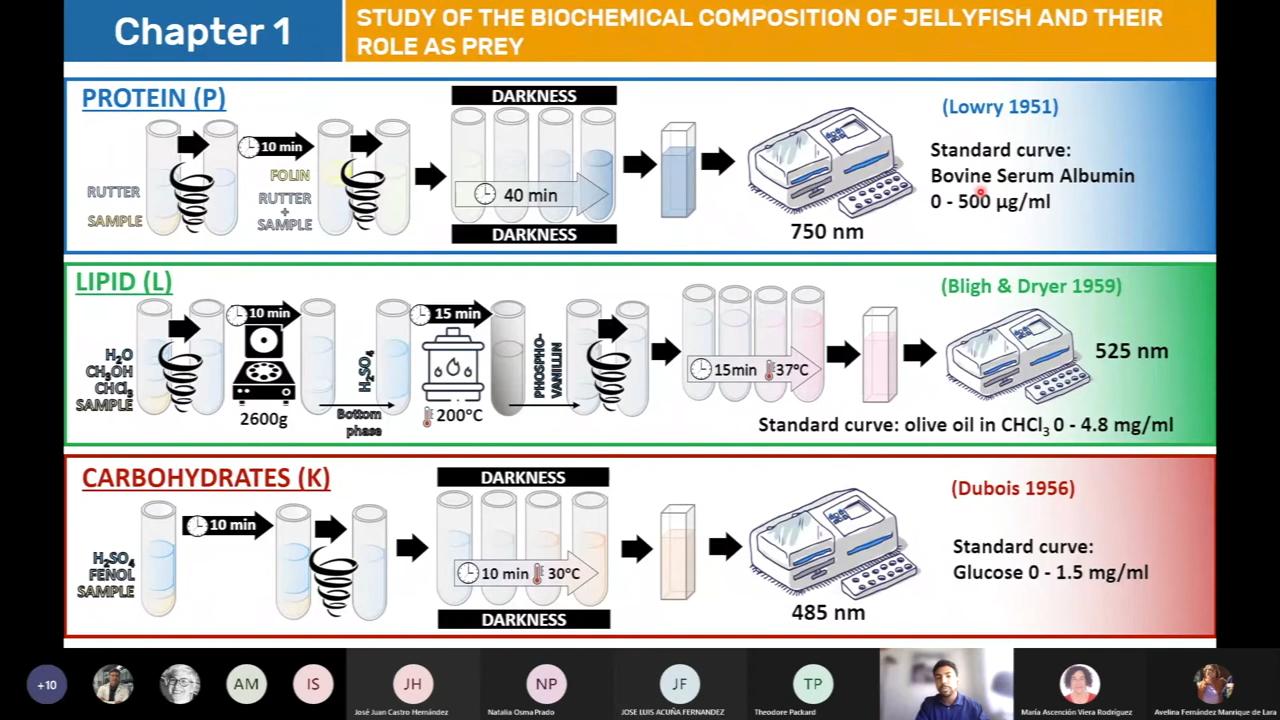 Chapter 1
STUDY OF THE BIOCHEMICAL COMPOSITION OF JELLYFISH AND THEIR
ROLE AS PREY
PROTEIN (P)
RUTTER
SAMPLE
10 min
FOLIN
RUTTER
+
SAMPLE
DARKNESS
40 min
DARKNESS
750 nm
(Lowry 1951)
Standard curve:
Bovine Serum Albumin
0 - 500 µg/ml
LIPID (L)
H₂O
CH₃OH
CHCl₃
SAMPLE
10 min
2600g
Bottom
phase
H₂SO₄
15 min
200°C
PHOSPHO-
VANILLIN
15min 37°C
(Bligh & Dryer 1959)
525 nm
Standard curve: olive oil in CHCl₃ 0 - 4.8 mg/ml
CARBOHYDRATES (K)
H₂SO₄
FENOL
SAMPLE
10 min
DARKNESS
10 min 30°C
DARKNESS
485 nm
(Dubois 1956)
Standard curve:
Glucose 0 - 1.5 mg/ml
+10
AM
IS
JH
José Juan Castro Hernández
NP
Natalia Osma Prado
JF
JOSE LUIS ACUÑA FERNANDEZ
TP
Theodore Packard
María Ascención Viera Rodríguez
Avelina Fernández Manrique de Lara